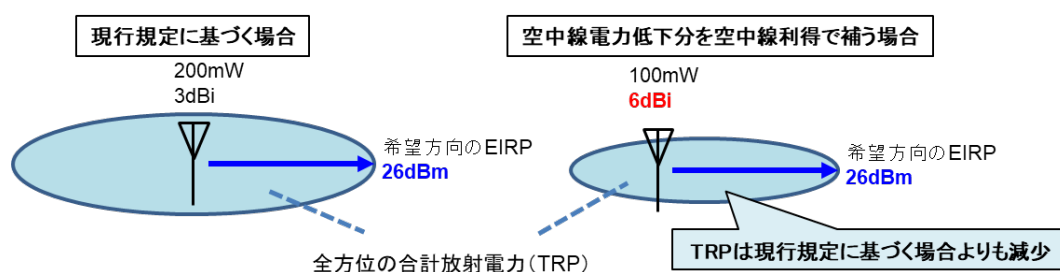 現行規定に基づく場合
200mW
3dBi
希望方向のEIRP
26dBm
空中線電力低下分を空中線利得で補う場合
100mW
6dBi
希望方向のEIRP
26dBm
全方位の合計放射電力(TRP)
TRPは現行規定に基づく場合よりも減少